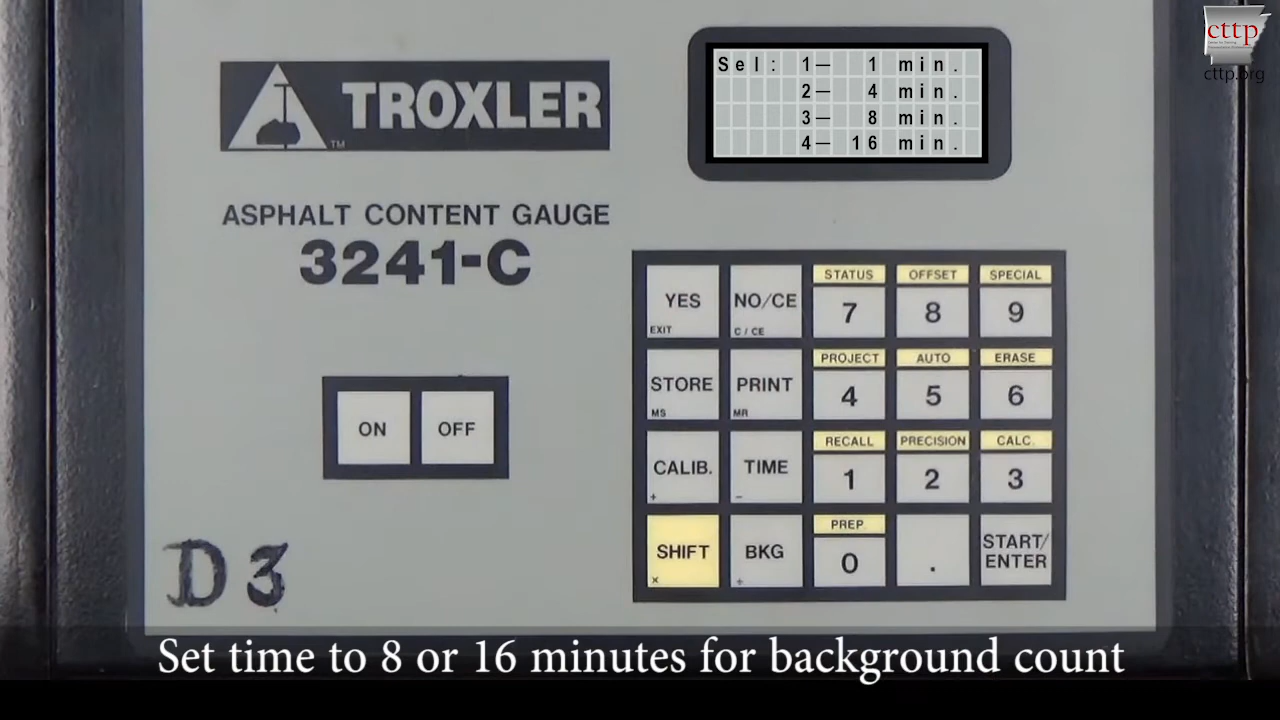 cttp
cttp.org
TROXLER
TM
ASPHALT CONTENT GAUGE
3241-C
Sel: 1— 1 min.
2— 4 min.
3— 8 min.
4— 16 min.
ON OFF
D3
STATUS OFFSET SPECIAL
YES NO/CE 7 8 9
EXIT C/CE
PROJECT AUTO ERASE
STORE PRINT 4 5 6
MS MR
RECALL PRECISION CALC.
CALIB. TIME 1 2 3
+ −
PREP.
SHIFT BKG 0 . START/
ENTER
× ÷
Set time to 8 or 16 minutes for background count